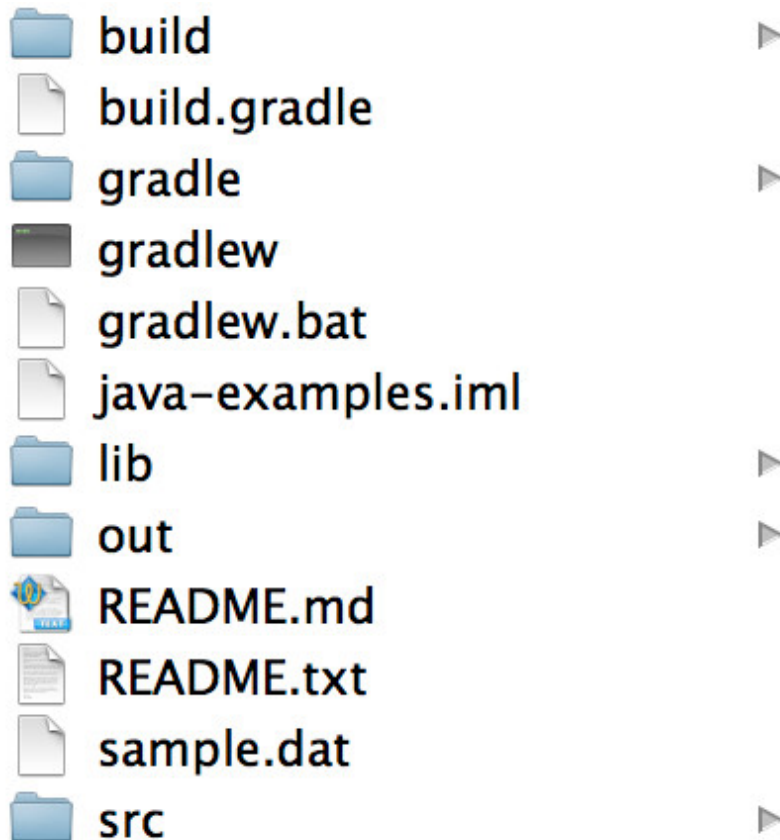 build
build.gradle
gradle
gradlew
gradlew.bat
java-examples.iml
lib
out
README.md
README.txt
sample.dat
src